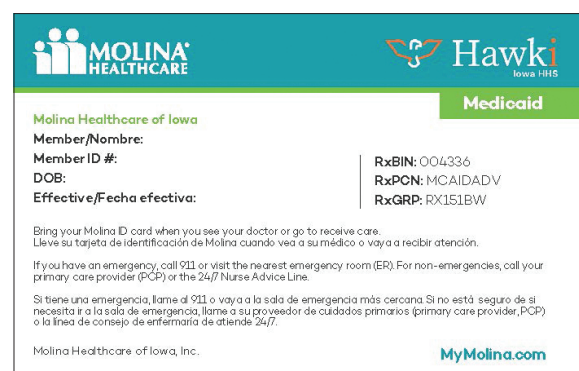 MOLINA
HEALTHCARE
Hawki
Iowa HHS
Medicaid
Molina Healthcare of Iowa
Member/Nombre:
Member ID #:
DOB:
Effective/Fecha efectiva:
RxBIN: 004336
RxPCN: MCAIDADV
RxGRP: RX151BW
Bring your Molina ID card when you see your doctor or go to receive care.
Lleve su tarjeta de identificación de Molina cuando vea a su médico o vaya a recibir atención.
If you have an emergency, call 911 or visit the nearest emergency room (ER). For non-emergencies, call your
primary care provider (PCP) or the 24/7 Nurse Advice Line.
Si tiene una emergencia, llame al 911 o vaya a la sala de emergencia más cercana. Si no está seguro de si
necesita ir a la sala de emergencia, llame a su proveedor de cuidados primarios (primary care provider, PCP)
o la línea de consejo de enfermaría de atiende 24/7.
Molina Healthcare of Iowa, Inc.
MyMolina.com